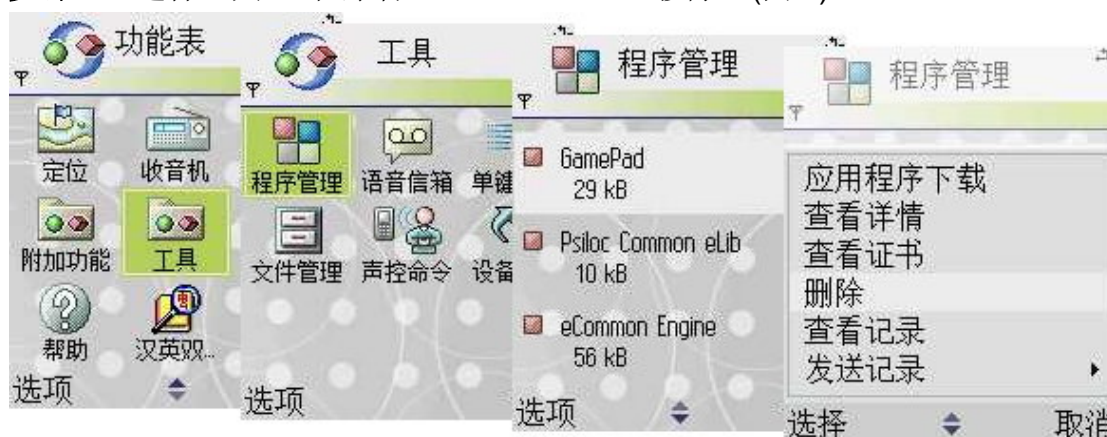 功能表
定位 收音机
附加功能 工具
帮助 汉英双...
选项
工具
程序管理 语音信箱 单键
文件管理 声控命令 设备
选项
程序管理
GamePad
29 kB
Psiloc Common eLib
10 kB
eCommon Engine
56 kB
选项
程序管理
应用程序下载
查看详情
查看证书
删除
查看记录
发送记录
选择 取消